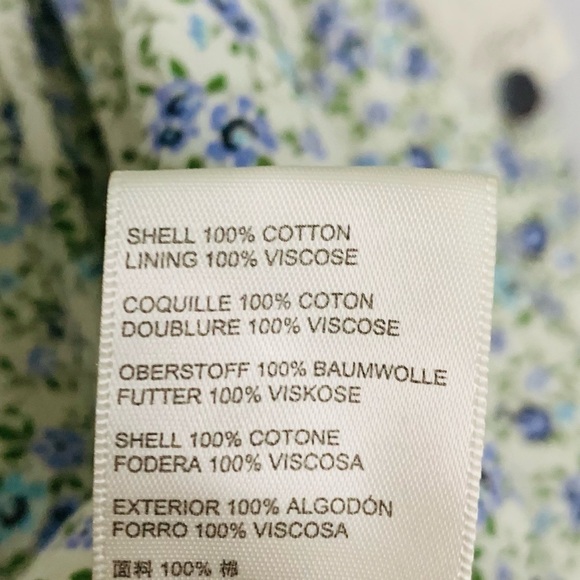 SHELL 100% COTTON
LINING 100% VISCOSE
COQUILLE 100% COTON
DOUBLURE 100% VISCOSE
OBERSTOFF 100% BAUMWOLLE
FUTTER 100% VISKOSE
SHELL 100% COTONE
FODERA 100% VISCOSA
EXTERIOR 100% ALGODÓN
FORRO 100% VISCOSA
面料 100% 棉